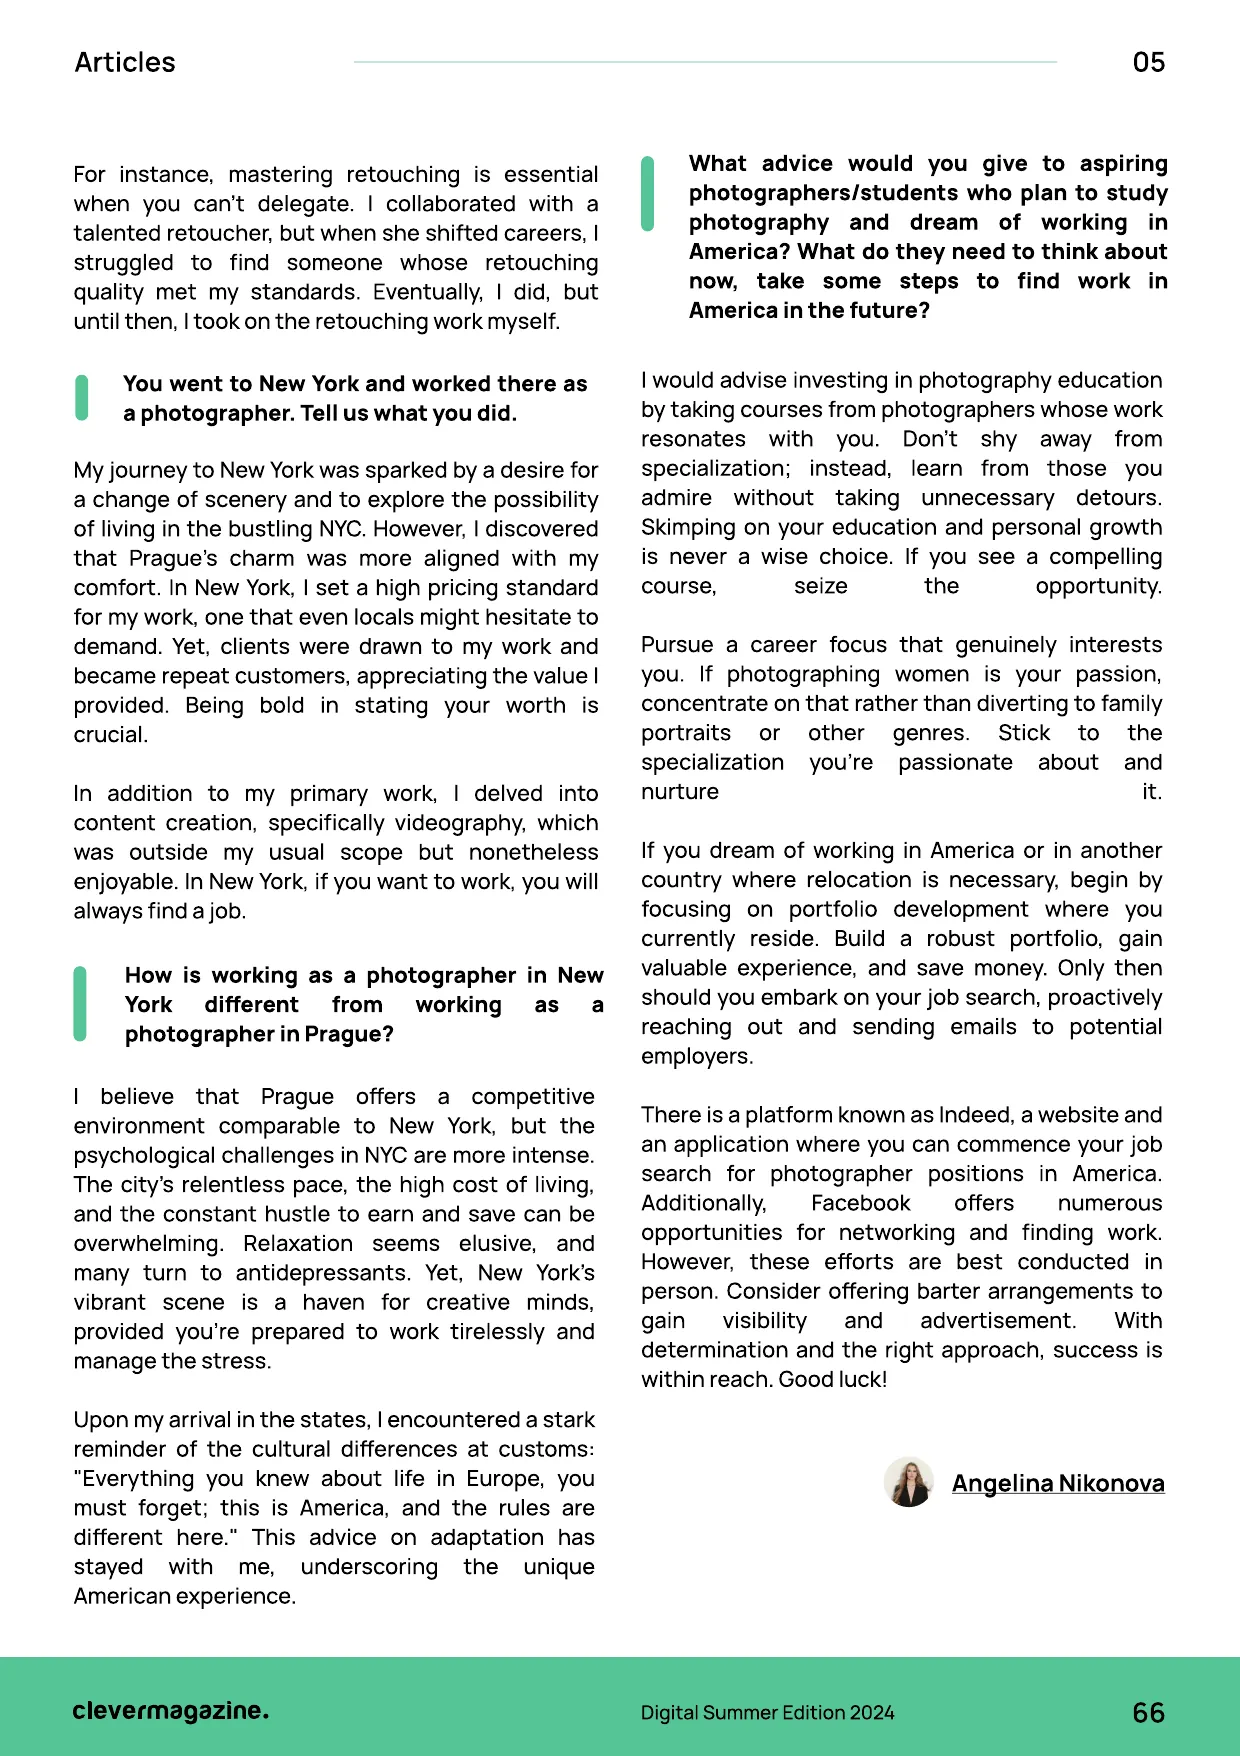 Articles
05
For instance, mastering retouching is essential
when you can't delegate. I collaborated with a
talented retoucher, but when she shifted careers, I
struggled to find someone whose retouching
quality met my standards. Eventually, I did, but
until then, I took on the retouching work myself.
You went to New York and worked there as
a photographer. Tell us what you did.
My journey to New York was sparked by a desire for
a change of scenery and to explore the possibility
of living in the bustling NYC. However, I discovered
that Prague's charm was more aligned with my
comfort. In New York, I set a high pricing standard
for my work, one that even locals might hesitate to
demand. Yet, clients were drawn to my work and
became repeat customers, appreciating the value I
provided. Being bold in stating your worth is
crucial.
In addition to my primary work, I delved into
content creation, specifically videography, which
was outside my usual scope but nonetheless
enjoyable. In New York, if you want to work, you will
always find a job.
How is working as a photographer in New
York different from working as a
photographer in Prague?
I believe that Prague offers a competitive
environment comparable to New York, but the
psychological challenges in NYC are more intense.
The city's relentless pace, the high cost of living,
and the constant hustle to earn and save can be
overwhelming. Relaxation seems elusive, and
many turn to antidepressants. Yet, New York's
vibrant scene is a haven for creative minds,
provided you're prepared to work tirelessly and
manage the stress.
Upon my arrival in the states, I encountered a stark
reminder of the cultural differences at customs:
"Everything you knew about life in Europe, you
must forget; this is America, and the rules are
different here." This advice on adaptation has
stayed with me, underscoring the unique
American experience.
What advice would you give to aspiring
photographers/students who plan to study
photography and dream of working in
America? What do they need to think about
now, take some steps to find work in
America in the future?
I would advise investing in photography education
by taking courses from photographers whose work
resonates with you. Don't shy away from
specialization; instead, learn from those you
admire without taking unnecessary detours.
Skimping on your education and personal growth
is never a wise choice. If you see a compelling
course, seize the opportunity.
Pursue a career focus that genuinely interests
you. If photographing women is your passion,
concentrate on that rather than diverting to family
portraits or other genres. Stick to the
specialization you're passionate about and
nurture it.
If you dream of working in America or in another
country where relocation is necessary, begin by
focusing on portfolio development where you
currently reside. Build a robust portfolio, gain
valuable experience, and save money. Only then
should you embark on your job search, proactively
reaching out and sending emails to potential
employers.
There is a platform known as Indeed, a website and
an application where you can commence your job
search for photographer positions in America.
Additionally, Facebook offers numerous
opportunities for networking and finding work.
However, these efforts are best conducted in
person. Consider offering barter arrangements to
gain visibility and advertisement. With
determination and the right approach, success is
within reach. Good luck!
Angelina Nikonova
clevermagazine.
Digital Summer Edition 2024
66